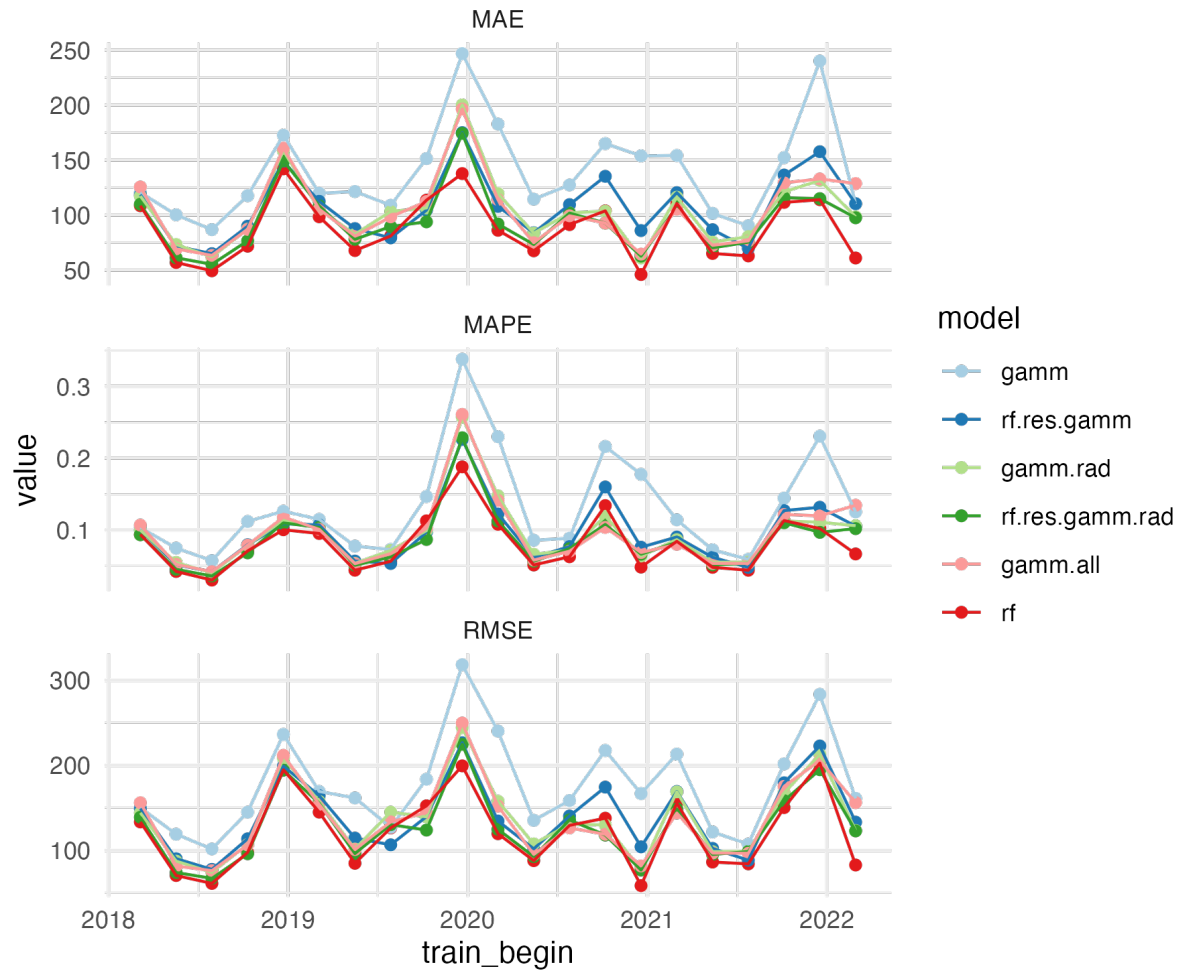 MAE
250
200
150
100
50
MAPE
0.3
0.2
0.1
value
RMSE
300
200
100
2018 2019 2020 2021 2022
train_begin
model
gamm
rf.res.gamm
gamm.rad
rf.res.gamm.rad
gamm.all
rf